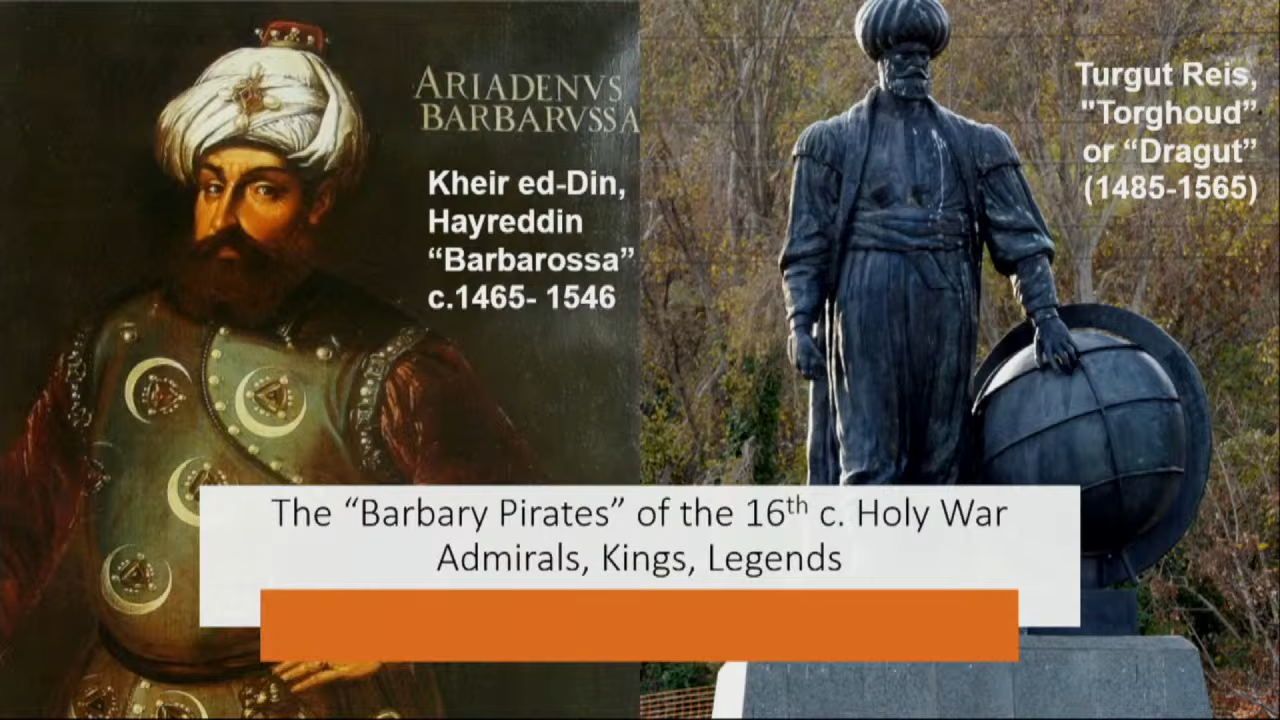 ARIADENVS
BARBARVSSA
Kheir ed-Din,
Hayreddin
“Barbarossa”
c.1465- 1546
Turgut Reis,
"Torghoud”
or “Dragut”
(1485-1565)
The “Barbary Pirates” of the 16th c. Holy War
Admirals, Kings, Legends